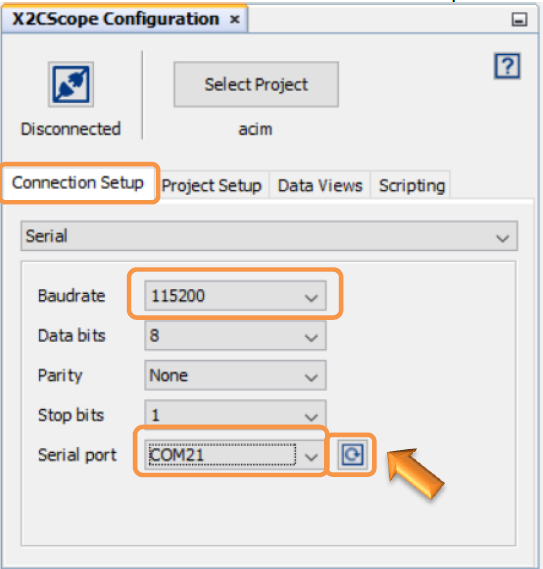 X2CScope Configuration ×
?
Select Project
Disconnected acim
Connection Setup Project Setup Data Views Scripting
Serial
Baudrate 115200
Data bits 8
Parity None
Stop bits 1
Serial port COM21